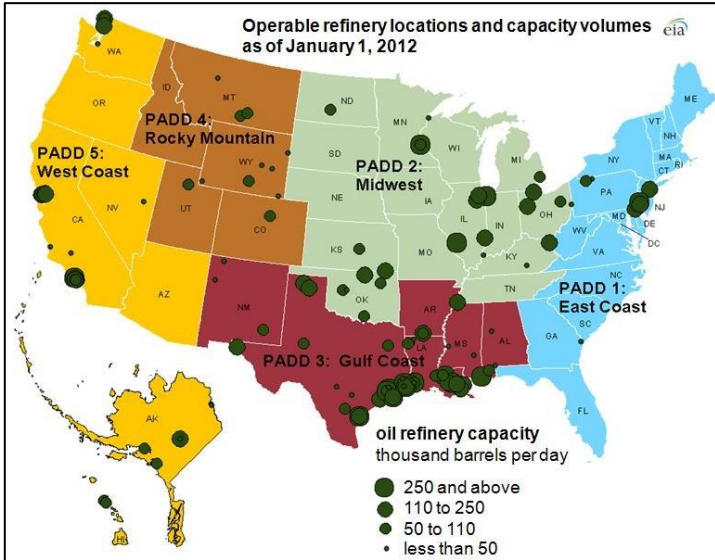 Operable refinery locations and capacity volumes
as of January 1, 2012
eia
WA
OR
ID
MT
ND
MN
WI
MI
ME
VT
NH
NY
MA
CT
RI
PADD 4:
Rocky Mountain
PADD 5:
West Coast
PADD 2:
Midwest
WY
SD
NE
IA
NV
CA
UT
CO
KS
MO
IL
IN
OH
PA
NJ
MD
DE
DC
WV
VA
KY
NC
TN
PADD 1:
East Coast
AZ
NM
OK
AR
SC
GA
MS
AL
LA
PADD 3: Gulf Coast
FL
AK
HI
oil refinery capacity
thousand barrels per day
250 and above
110 to 250
50 to 110
less than 50